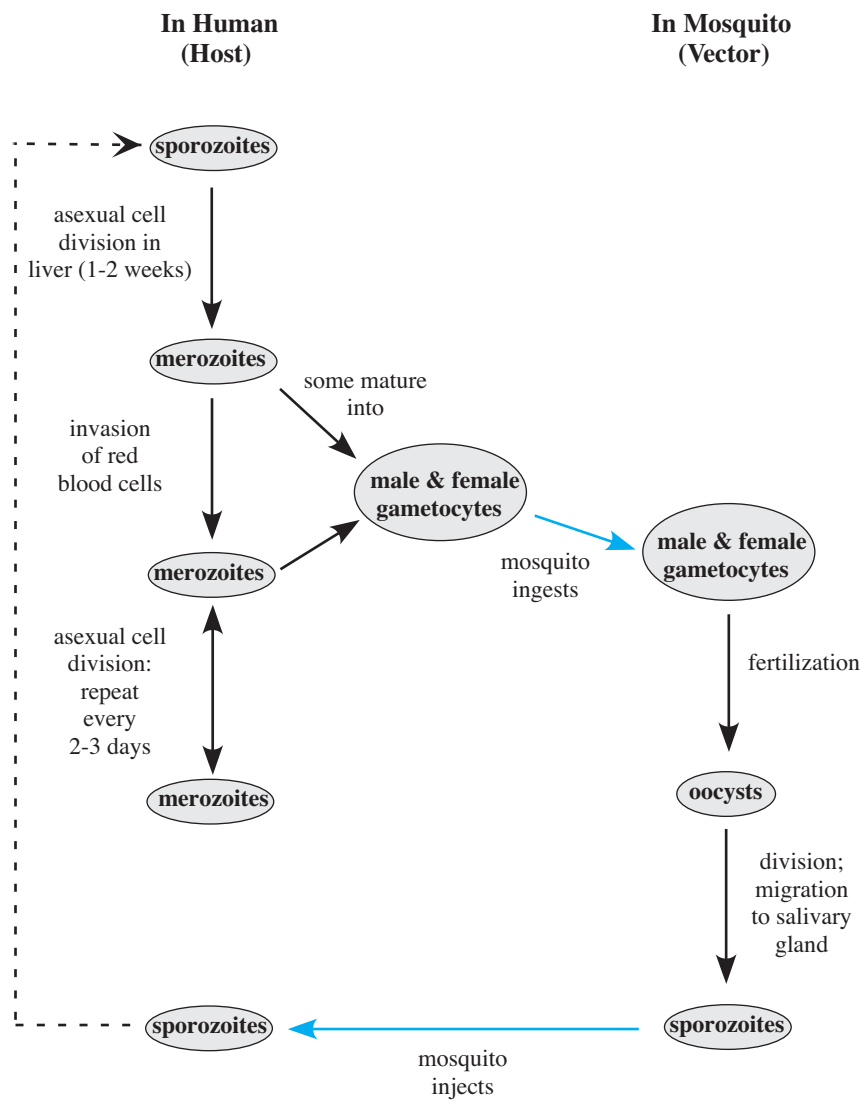 In Human
(Host)
In Mosquito
(Vector)
sporozoites
asexual cell
division in
liver (1-2 weeks)
merozoites
some mature
into
invasion
of red
blood cells
male & female
gametocytes
mosquito
ingests
male & female
gametocytes
merozoites
asexual cell
division:
repeat
every
2-3 days
fertilization
merozoites
oocysts
division;
migration
to salivary
gland
sporozoites
mosquito
injects
sporozoites